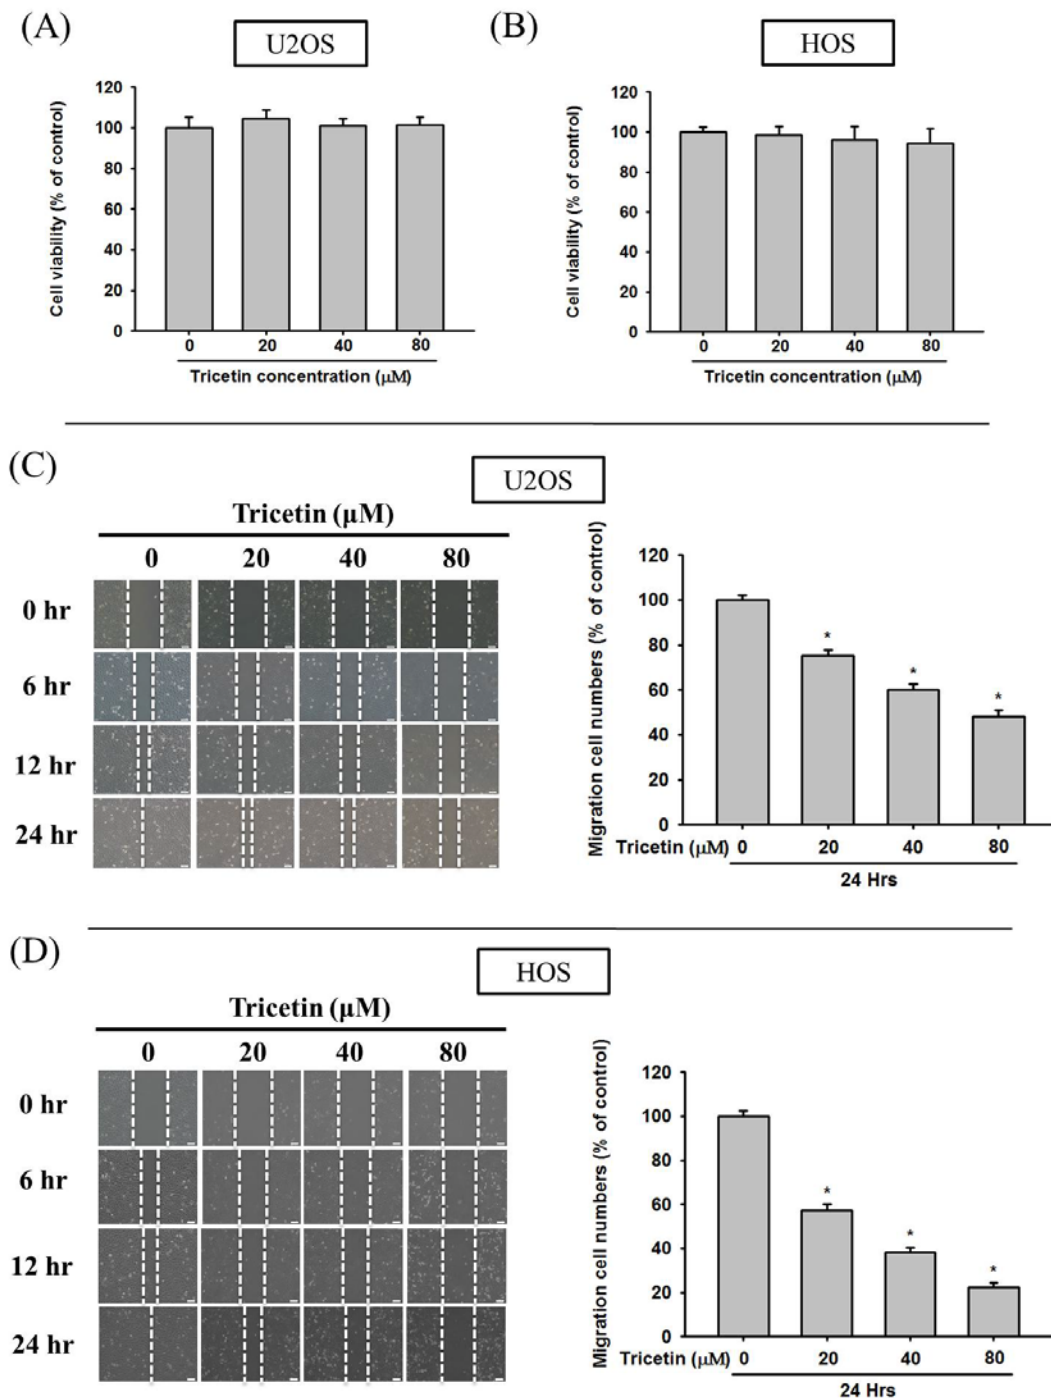 (A)
U2OS
Cell viability (% of control)
120
100
80
60
40
20
0
0 20 40 80
Tricetin concentration (μM)
(B)
HOS
Cell viability (% of control)
120
100
80
60
40
20
0
0 20 40 80
Tricetin concentration (μM)
(C)
U2OS
Tricetin (μM)
0 20 40 80
0 hr
6 hr
12 hr
24 hr
Migration cell numbers (% of control)
120
100
80
60
40
20
0
*
*
*
Tricetin (μM) 0 20 40 80
24 Hrs
(D)
HOS
Tricetin (μM)
0 20 40 80
0 hr
6 hr
12 hr
24 hr
Migration cell numbers (% of control)
120
100
80
60
40
20
0
*
*
*
Tricetin (μM) 0 20 40 80
24 Hrs